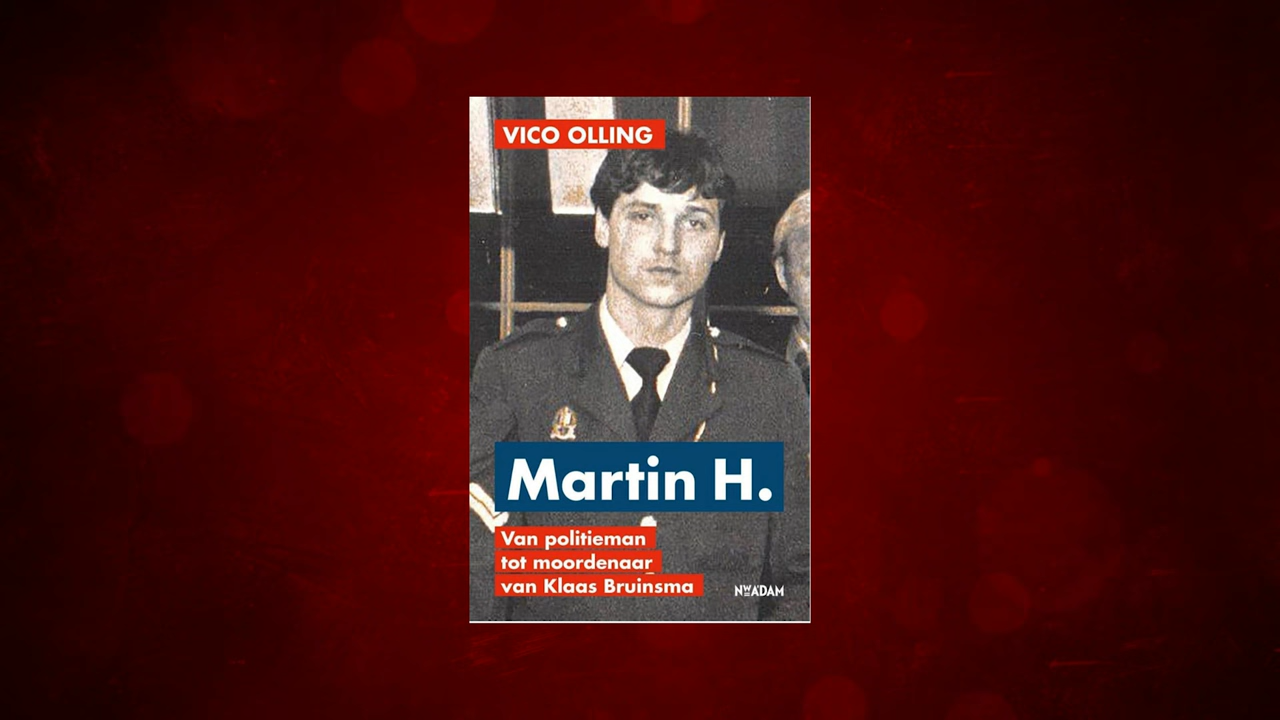 VICO OLLING
Martin H.
Van politieman
tot moordenaar
van Klaas Bruinsma
NWADAM